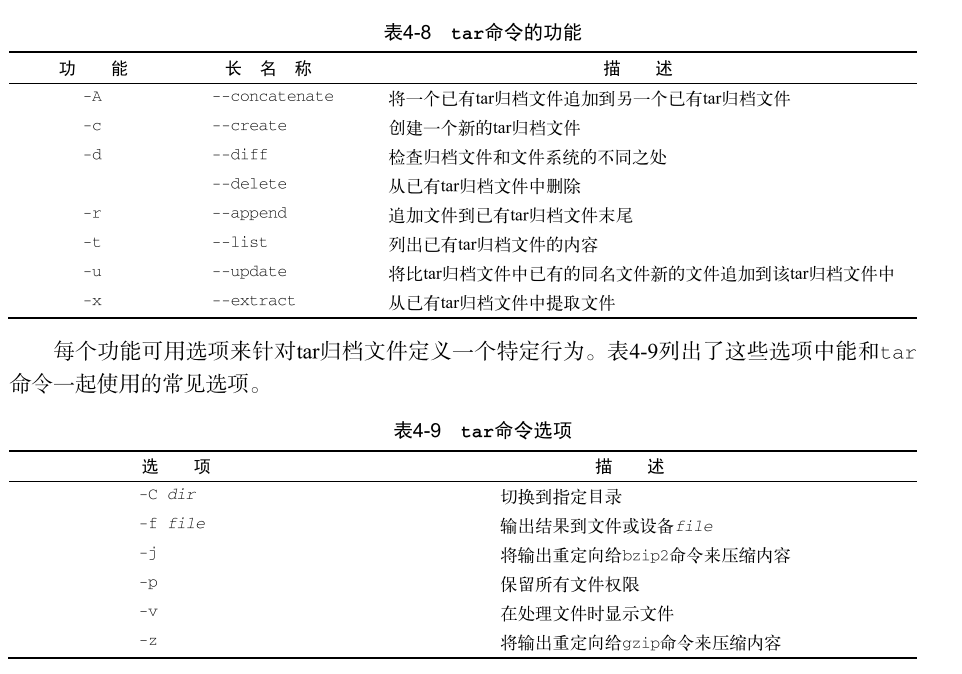 表4-8 tar命令的功能
功 能 长 名 称 描 述
-A --concatenate 将一个已有tar归档文件追加到另一个已有tar归档文件
-c --create 创建一个新的tar归档文件
-d --diff 检查归档文件和文件系统的不同之处
--delete 从已有tar归档文件中删除
-r --append 追加文件到已有tar归档文件末尾
-t --list 列出已有tar归档文件的内容
-u --update 将比tar归档文件中已有的同名文件新的文件追加到该tar归档文件中
-x --extract 从已有tar归档文件中提取文件
每个功能可用选项来针对tar归档文件定义一个特定行为。表4-9列出了这些选项中能和tar
命令一起使用的常见选项。
表4-9 tar命令选项
选 项 描 述
-C dir 切换到指定目录
-f file 输出结果到文件或设备file
-j 将输出重定向给bzip2命令来压缩内容
-p 保留所有文件权限
-v 在处理文件时显示文件
-z 将输出重定向给gzip命令来压缩内容